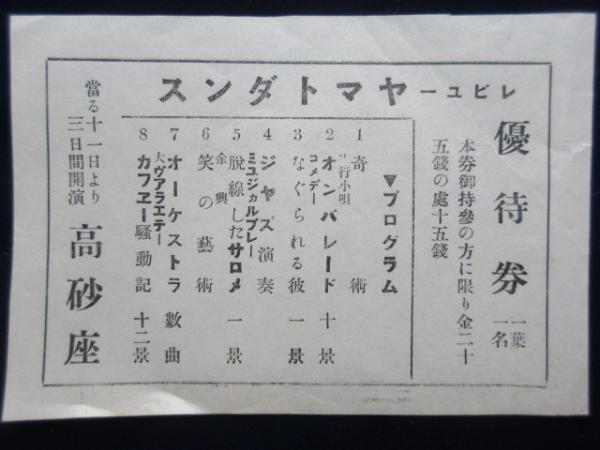 優待券 一葉一名
本券御持參の方に限り金二十
五錢の處十五錢
レビユーヤマトダンス
▼プログラム
1 奇術
行小唄
2 オンパレード 十景
コメデー
3 なぐられる彼 一景
4 ジャズ演奏
ミユジカルプレー
5 脱線したサロメ 一景
余興
6 笑の藝術
7 オーケストラ 數曲
大ヴアラエテー
8 カフヱー騷動記 十二景
當る十一日より
三日間開演
高砂座